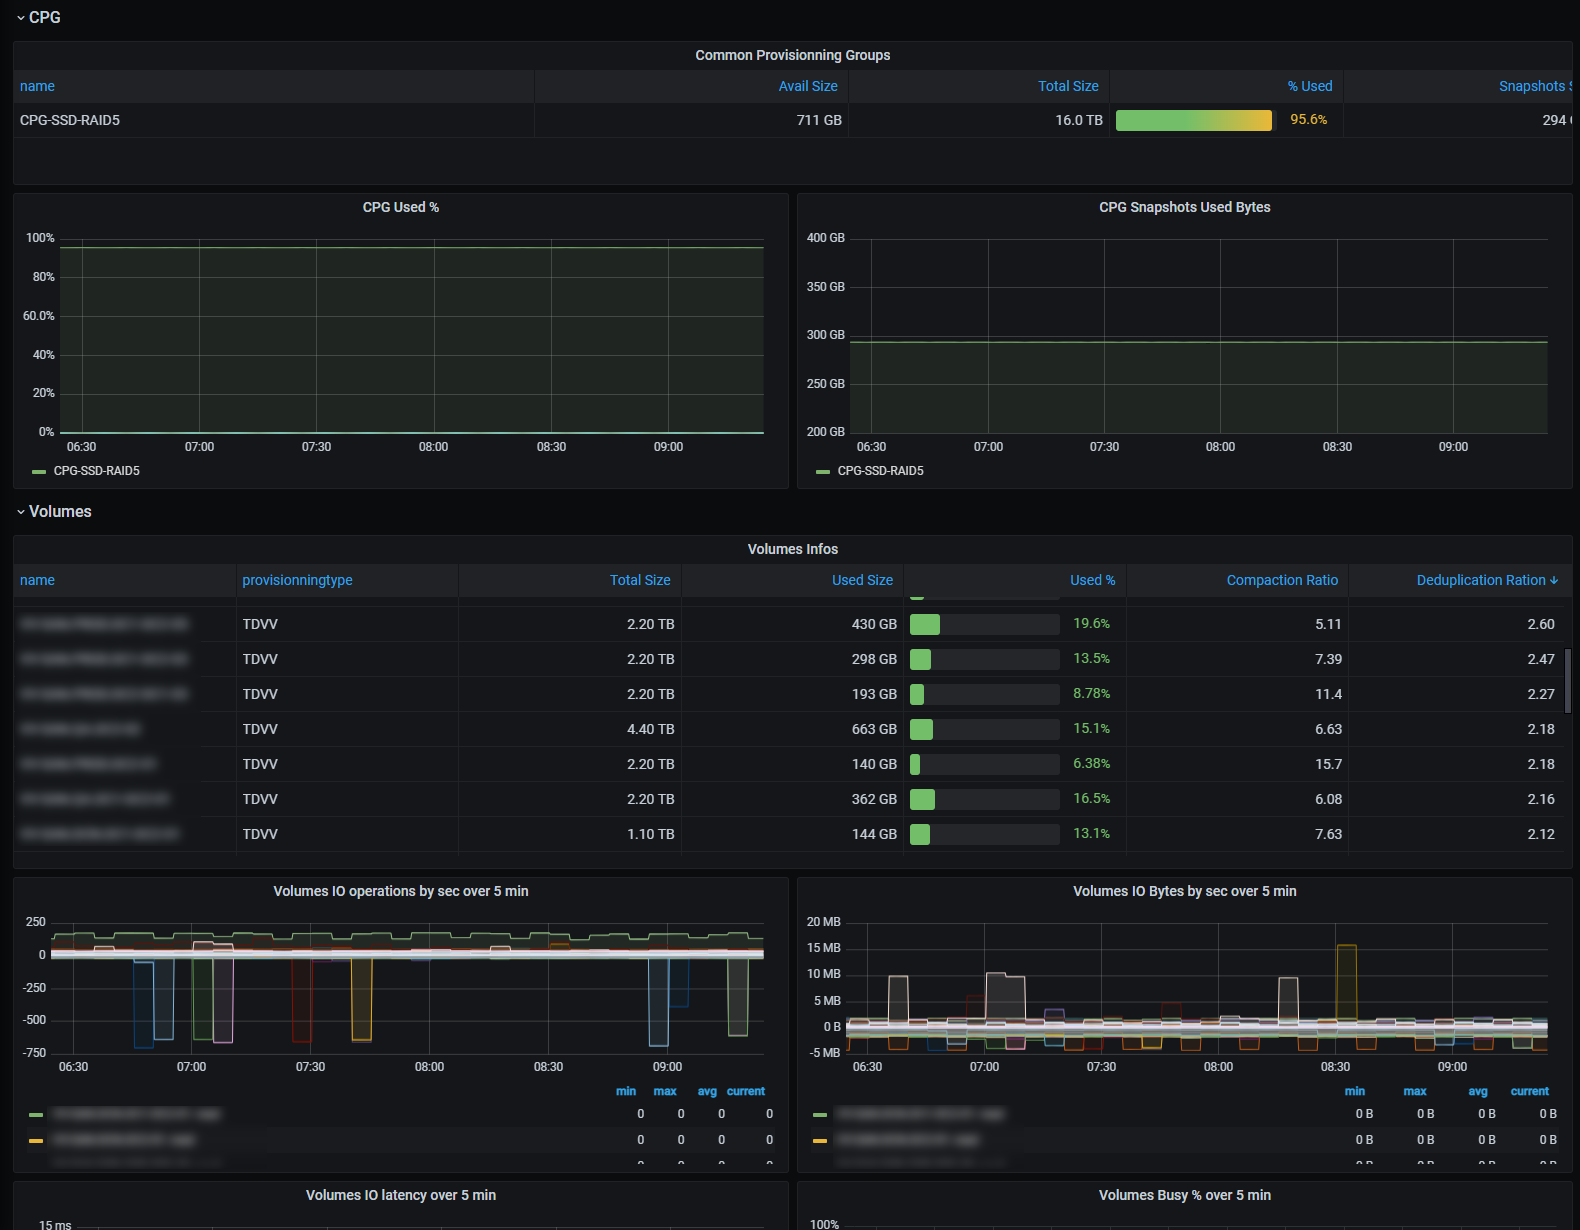 CPG
Common Provisionning Groups
name Avail Size Total Size % Used Snapshots S
CPG-SSD-RAID5 711 GB 16.0 TB 95.6% 294
CPG Used %
100%
80%
60.0%
40%
20%
0%
06:30 07:00 07:30 08:00 08:30 09:00
CPG-SSD-RAID5
CPG Snapshots Used Bytes
400 GB
350 GB
300 GB
250 GB
200 GB
06:30 07:00 07:30 08:00 08:30 09:00
CPG-SSD-RAID5
Volumes
Volumes Infos
name provisionningtype Total Size Used Size Used % Compaction Ratio Deduplication Ration
TDVV 2.20 TB 430 GB 19.6% 5.11 2.60
TDVV 2.20 TB 298 GB 13.5% 7.39 2.47
TDVV 2.20 TB 193 GB 8.78% 11.4 2.27
TDVV 4.40 TB 663 GB 15.1% 6.63 2.18
TDVV 2.20 TB 140 GB 6.38% 15.7 2.18
TDVV 2.20 TB 362 GB 16.5% 6.08 2.16
TDVV 1.10 TB 144 GB 13.1% 7.63 2.12
Volumes IO operations by sec over 5 min
250
0
-250
-500
-750
06:30 07:00 07:30 08:00 08:30 09:00
min max avg current
0 0 0 0
0 0 0 0
Volumes IO Bytes by sec over 5 min
20 MB
15 MB
10 MB
5 MB
0 B
-5 MB
06:30 07:00 07:30 08:00 08:30 09:00
min max avg current
0 B 0 B 0 B 0 B
0 B 0 B 0 B 0 B
Volumes IO latency over 5 min
15 ms
Volumes Busy % over 5 min
100%